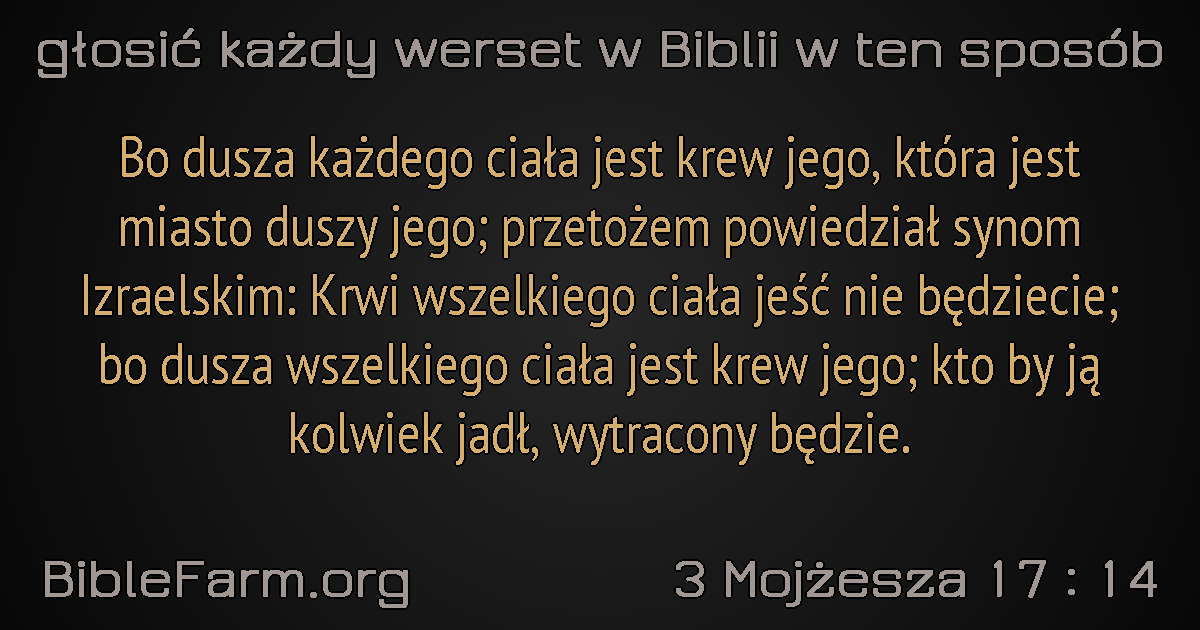 głosić każdy werset w Biblii w ten sposób
Bo dusza każdego ciała jest krew jego, która jest
miasto duszy jego; przetożem powiedział synom
Izraelskim: Krwi wszelkiego ciała jeść nie będziecie;
bo dusza wszelkiego ciała jest krew jego; kto by ją
kolwiek jadł, wytracony będzie.
BibleFarm.org
3 Mojżesza 17 : 14